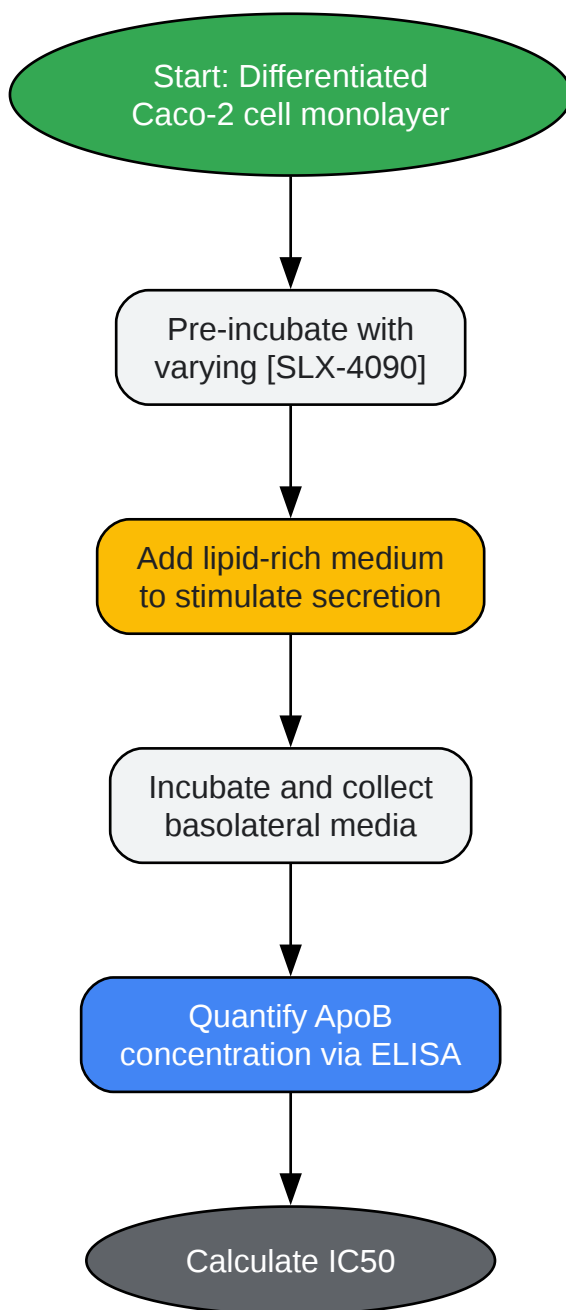 Start: Differentiated
Caco-2 cell monolayer
Pre-incubate with
varying [SLX-4090]
Add lipid-rich medium
to stimulate secretion
Incubate and collect
basolateral media
Quantify ApoB
concentration via ELISA
Calculate IC50